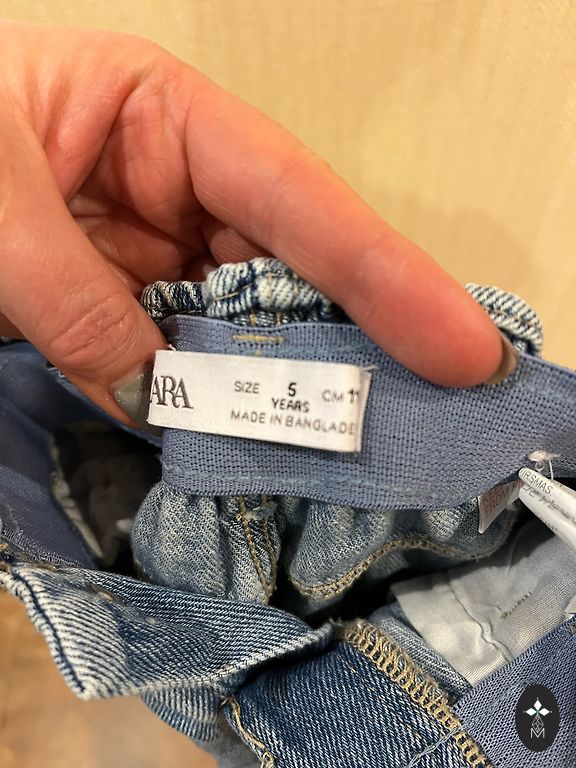 ARA
SIZE 5 CM 11
YEARS
MADE IN BANGLADE
M